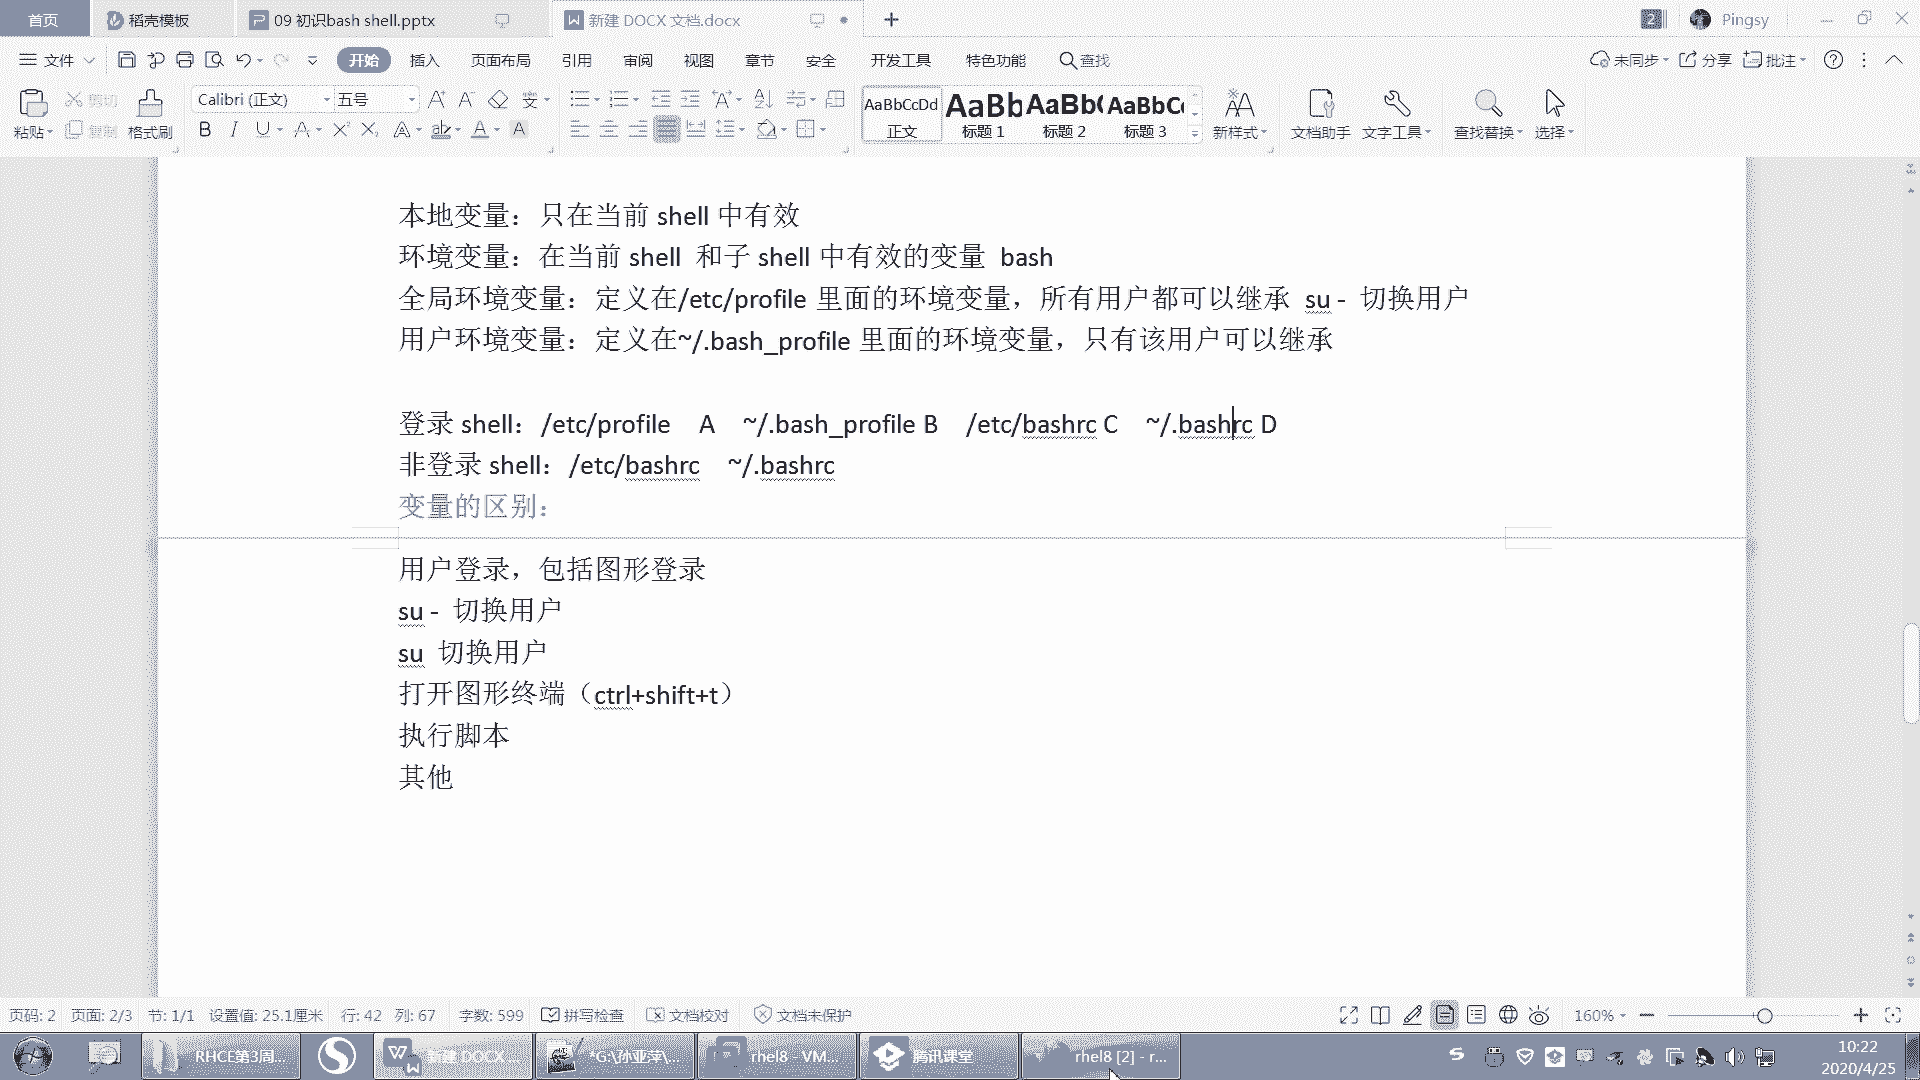 首页 稻壳模板 09 初识bash shell.pptx 新建 DOCX 文档.docx 2 Pingsy
文件 开始 插入 页面布局 引用 审阅 视图 章节 安全 开发工具 特色功能 查找 未同步 分享 批注
粘贴 剪切 复制 格式刷 Calibri (正文) 五号 AaBbCcDd 正文 AaBb 标题 1 AaBb( 标题 2 AaBbC 标题 3 新样式 文档助手 文字工具 查找替换 选择
本地变量：只在当前 shell 中有效
环境变量：在当前 shell 和子 shell 中有效的变量 bash
全局环境变量：定义在/etc/profile 里面的环境变量，所有用户都可以继承 su - 切换用户
用户环境变量：定义在~/.bash_profile 里面的环境变量，只有该用户可以继承
登录 shell：/etc/profile A ~/.bash_profile B /etc/bashrc C ~/.bashrc D
非登录 shell：/etc/bashrc ~/.bashrc
变量的区别：
用户登录，包括图形登录
su - 切换用户
su 切换用户
打开图形终端（ctrl+shift+t）
执行脚本
其他
页码: 2 页面: 2/3 节: 1/1 设置值: 25.1厘米 行: 42 列: 67 字数: 599 拼写检查 文档校对 文档未保护 160%
RHCE第3周... 新建 DOCX ... *G:\孙亚萍\... rhel8 - VM... 腾讯课堂 rhel8 [2] - r... 10:22
2020/4/25